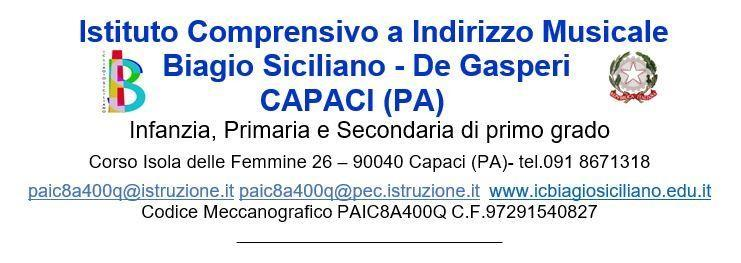 Istituto Comprensivo a Indirizzo Musicale
Biagio Siciliano - De Gasperi
CAPACI (PA)
Infanzia, Primaria e Secondaria di primo grado
Corso Isola delle Femmine 26 – 90040 Capaci (PA)- tel.091 8671318
paic8a400q@istruzione.it paic8a400q@pec.istruzione.it www.icbiagiosiciliano.edu.it
Codice Meccanografico PAIC8A400Q C.F.97291540827